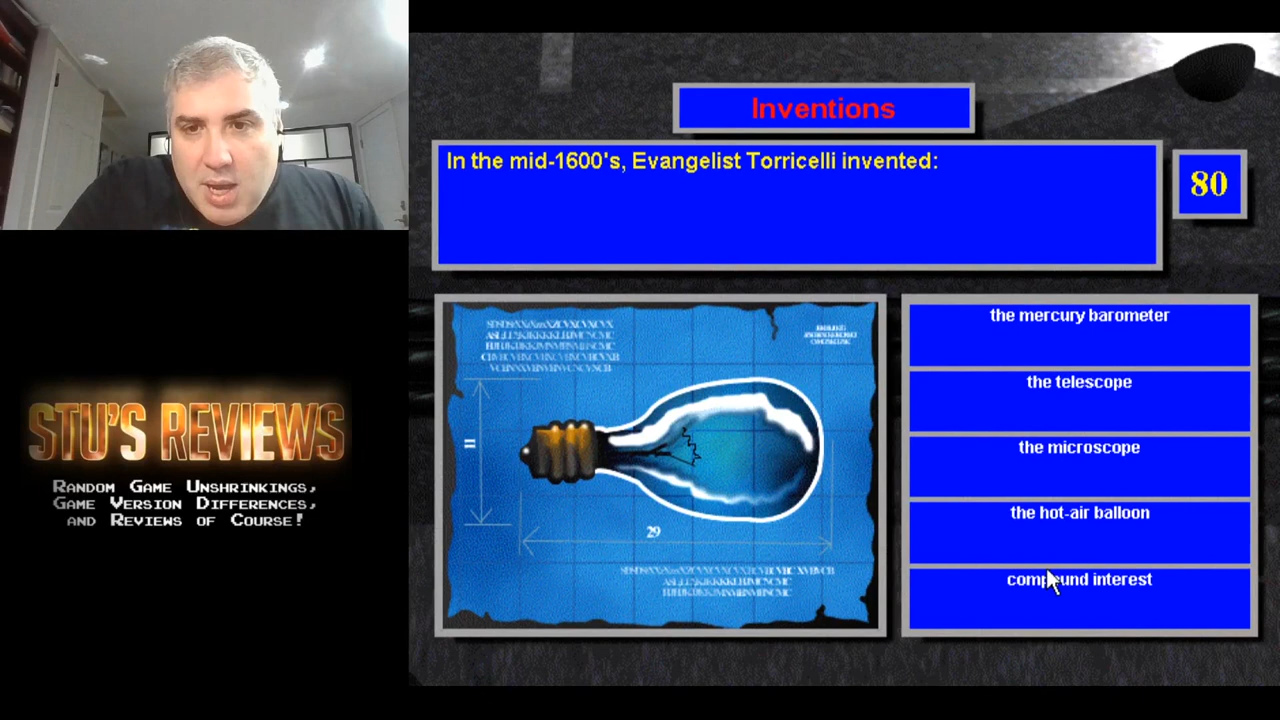 Inventions
In the mid-1600's, Evangelist Torricelli invented:
80
the mercury barometer
the telescope
the microscope
the hot-air balloon
compound interest
11
29
STU'S REVIEWS
RANDOM GAME UNSHRINKINGS,
GAME VERSION DIFFERENCES,
AND REVIEWS OF COURSE!